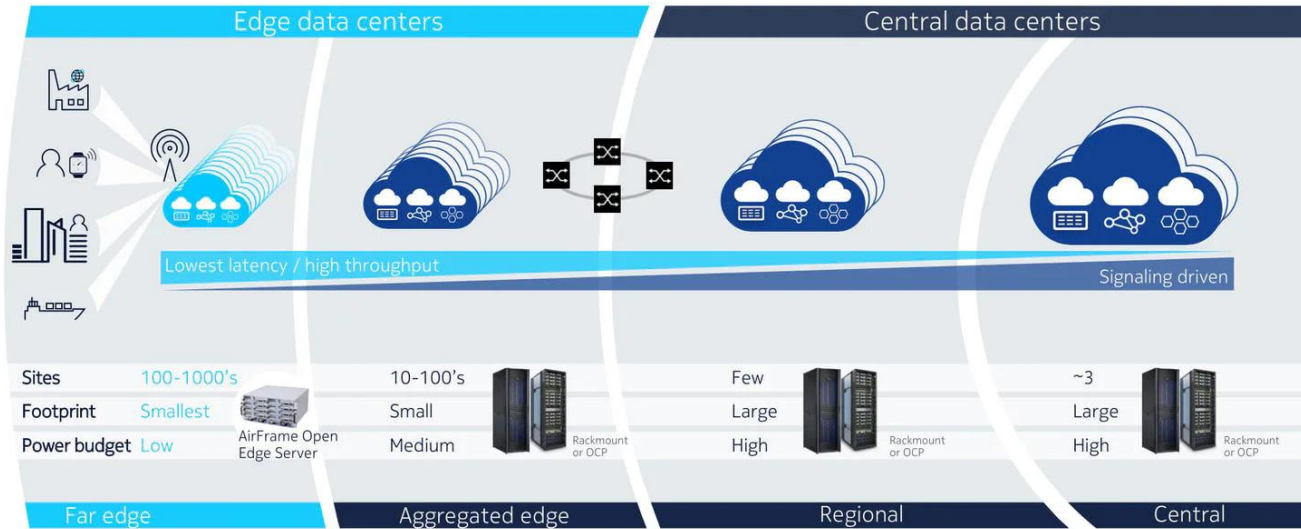 Edge data centers
Central data centers
Lowest latency / high throughput
Signaling driven
Sites 100-1000's 10-100's Few ~3
Footprint Smallest Small Large Large
Power budget Low Medium High High
AirFrame Open
Edge Server
Rackmount
or OCP
Rackmount
or OCP
Rackmount
or OCP
Far edge
Aggregated edge
Regional
Central